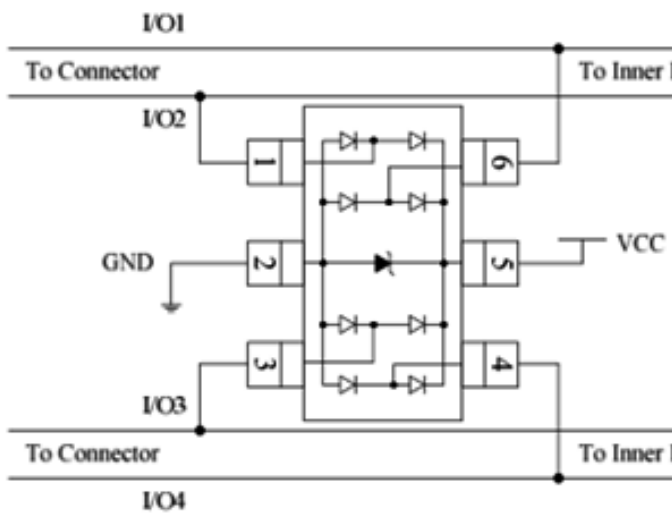 I/O1
To Connector
To Inner
I/O2
1
6
GND
2
5
VCC
3
4
I/O3
To Connector
To Inner
I/O4